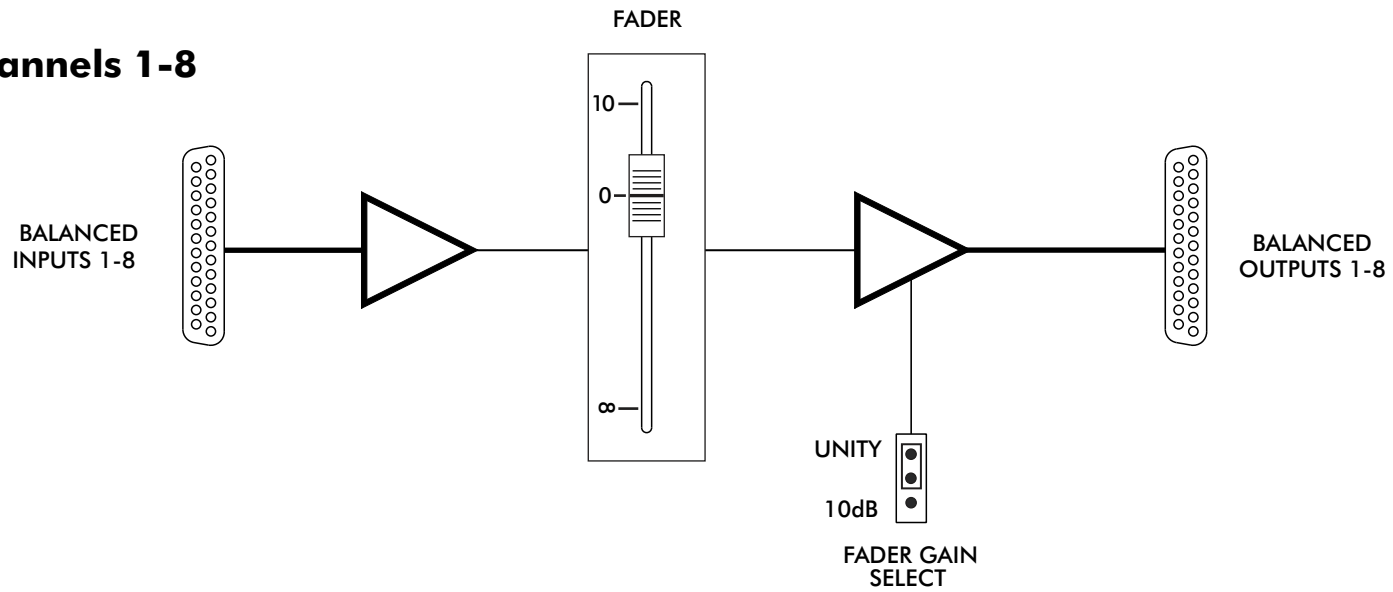 FADER
annels 1-8
10
0
∞
BALANCED
INPUTS 1-8
BALANCED
OUTPUTS 1-8
UNITY
10dB
FADER GAIN
SELECT